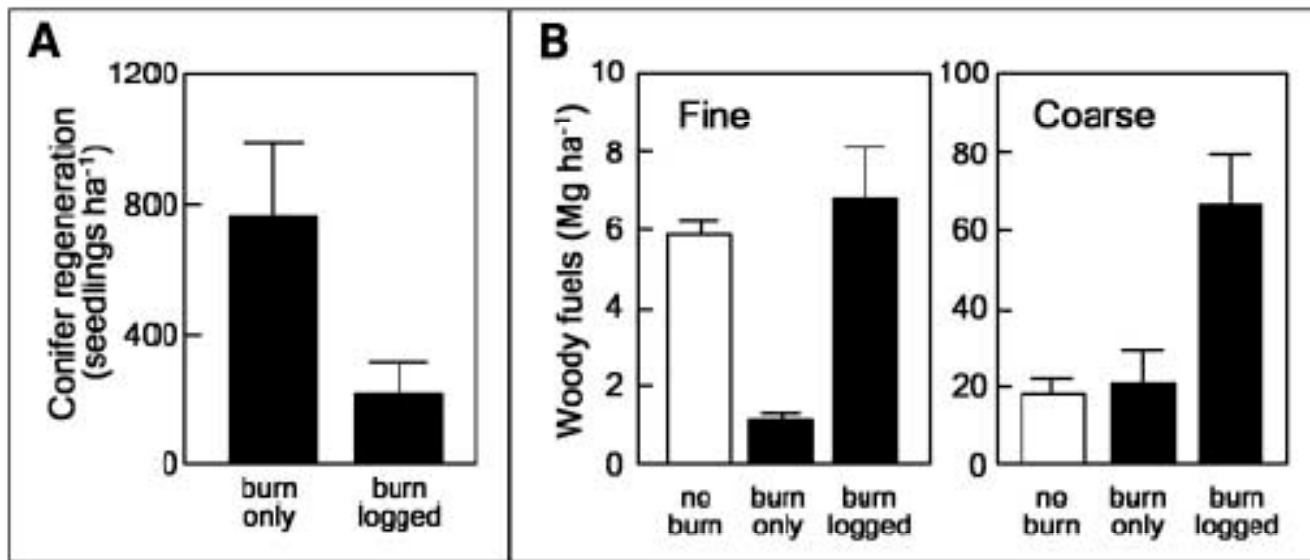 A
Conifer regeneration
(seedlings ha⁻¹)
1200
800
400
0
burn
only
burn
logged
B
Woody fuels (Mg ha⁻¹)
Fine
10
8
6
4
2
0
no
burn
burn
only
burn
logged
Coarse
100
80
60
40
20
0
no
burn
burn
only
burn
logged